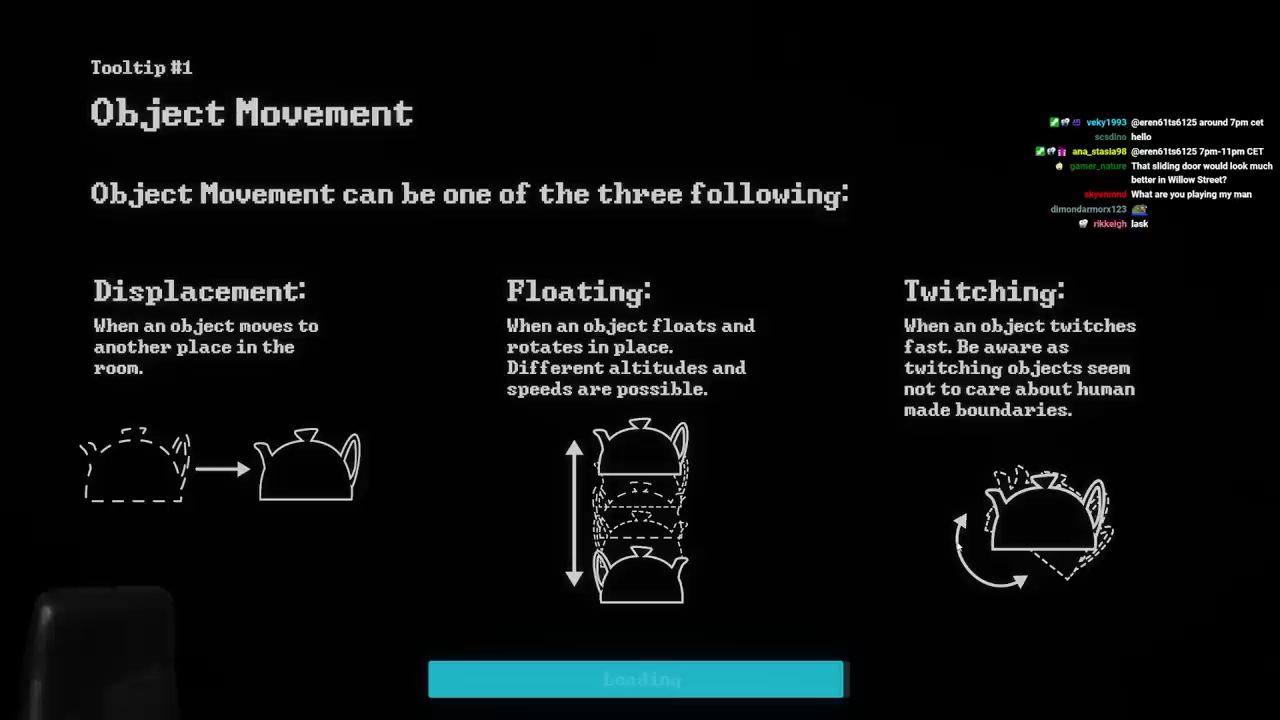 Tooltip #1
Object Movement
Object Movement can be one of the three following:
Displacement:
When an object moves to
another place in the
room.
Floating:
When an object floats and
rotates in place.
Different altitudes and
speeds are possible.
Twitching:
When an object twitches
fast. Be aware as
twitching objects seem
not to care about human
made boundaries.
Loading
veky1993 @eren61ts6125 around 7pm cet
scsdino hello
ana_stasia98 @eren61ts6125 7pm-11pm CET
gamer_nature That sliding door would look much
better in Willow Street?
skyemond What are you playing my man
dimondarmorx123
rikkeigh lask